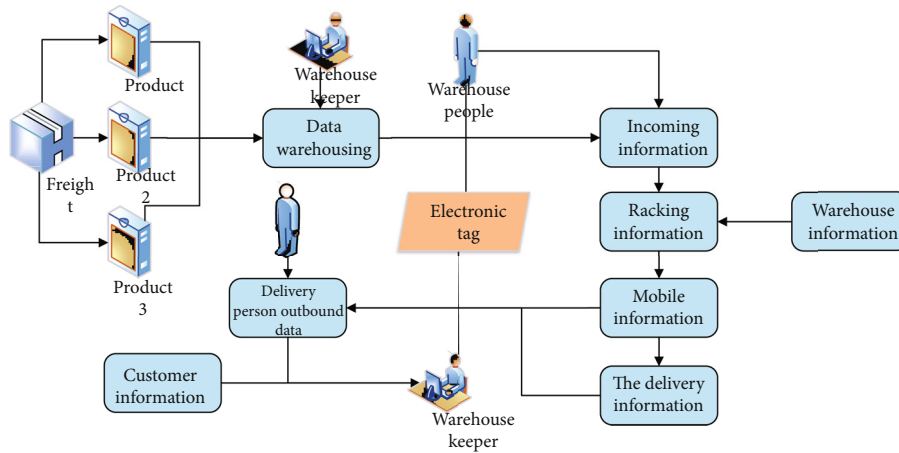 Product
Warehouse
keeper
Warehouse
people
Data
warehousing
Incoming
information
Freigh
t
Product
2
Electronic
tag
Racking
information
Warehouse
information
Product
3
Delivery
person outbound
data
Mobile
information
Customer
information
Warehouse
keeper
The delivery
information